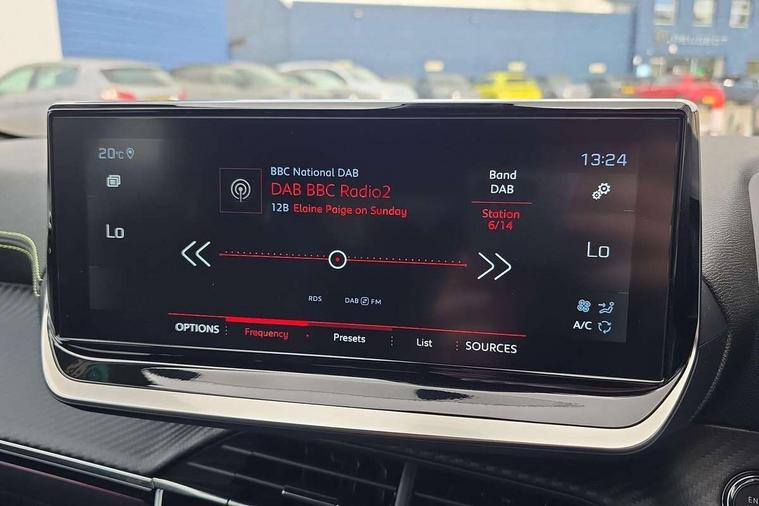 20°C
13:24
BBC National DAB
DAB BBC Radio2
12B Elaine Paige on Sunday
Band
DAB
Station
6/14
Lo
Lo
RDS
DAB FM
A/C
OPTIONS
Frequency
Presets
List
SOURCES
EN